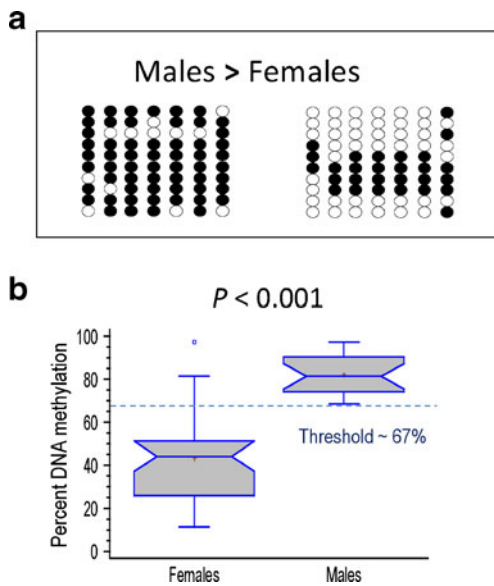 a
Males > Females
b
P < 0.001
Percent DNA methylation
100
80
60
40
20
0
Threshold ~ 67%
Females
Males